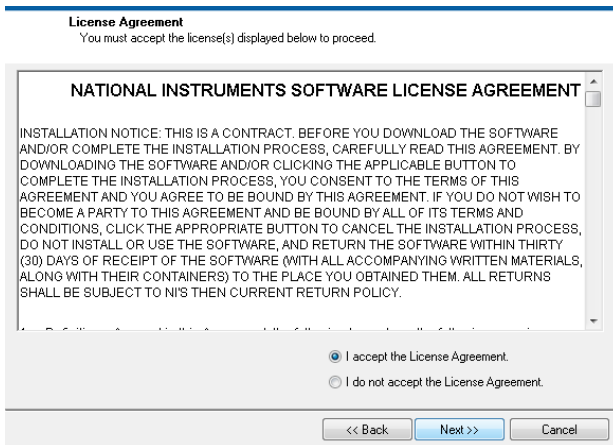 License Agreement
You must accept the license(s) displayed below to proceed.
NATIONAL INSTRUMENTS SOFTWARE LICENSE AGREEMENT
INSTALLATION NOTICE: THIS IS A CONTRACT. BEFORE YOU DOWNLOAD THE SOFTWARE
AND/OR COMPLETE THE INSTALLATION PROCESS, CAREFULLY READ THIS AGREEMENT. BY
DOWNLOADING THE SOFTWARE AND/OR CLICKING THE APPLICABLE BUTTON TO
COMPLETE THE INSTALLATION PROCESS, YOU CONSENT TO THE TERMS OF THIS
AGREEMENT AND YOU AGREE TO BE BOUND BY THIS AGREEMENT. IF YOU DO NOT WISH TO
BECOME A PARTY TO THIS AGREEMENT AND BE BOUND BY ALL OF ITS TERMS AND
CONDITIONS, CLICK THE APPROPRIATE BUTTON TO CANCEL THE INSTALLATION PROCESS,
DO NOT INSTALL OR USE THE SOFTWARE, AND RETURN THE SOFTWARE WITHIN THIRTY
(30) DAYS OF RECEIPT OF THE SOFTWARE (WITH ALL ACCOMPANYING WRITTEN MATERIALS,
ALONG WITH THEIR CONTAINERS) TO THE PLACE YOU OBTAINED THEM. ALL RETURNS
SHALL BE SUBJECT TO NI'S THEN CURRENT RETURN POLICY.
I accept the License Agreement.
I do not accept the License Agreement.
<< Back
Next >>
Cancel